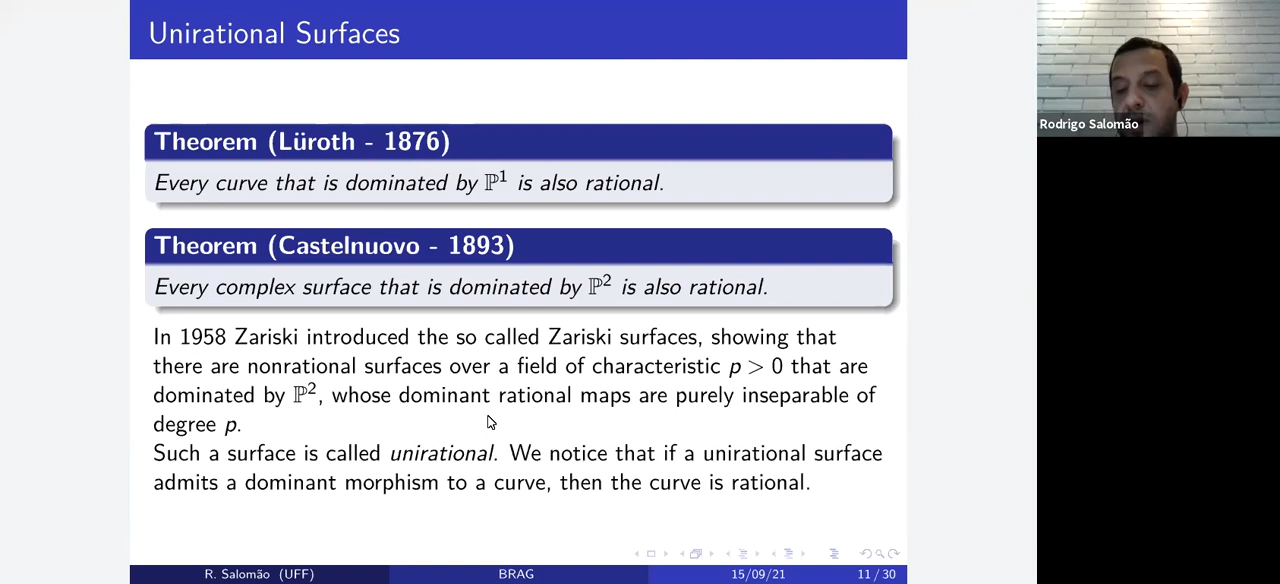 Unirational Surfaces
Rodrigo Salomão
Theorem (Lüroth - 1876)
Every curve that is dominated by ℙ¹ is also rational.
Theorem (Castelnuovo - 1893)
Every complex surface that is dominated by ℙ² is also rational.
In 1958 Zariski introduced the so called Zariski surfaces, showing that
there are nonrational surfaces over a field of characteristic p > 0 that are
dominated by ℙ², whose dominant rational maps are purely inseparable of
degree p.
Such a surface is called unirational. We notice that if a unirational surface
admits a dominant morphism to a curve, then the curve is rational.
R. Salomão (UFF) BRAG 15/09/21 11 / 30